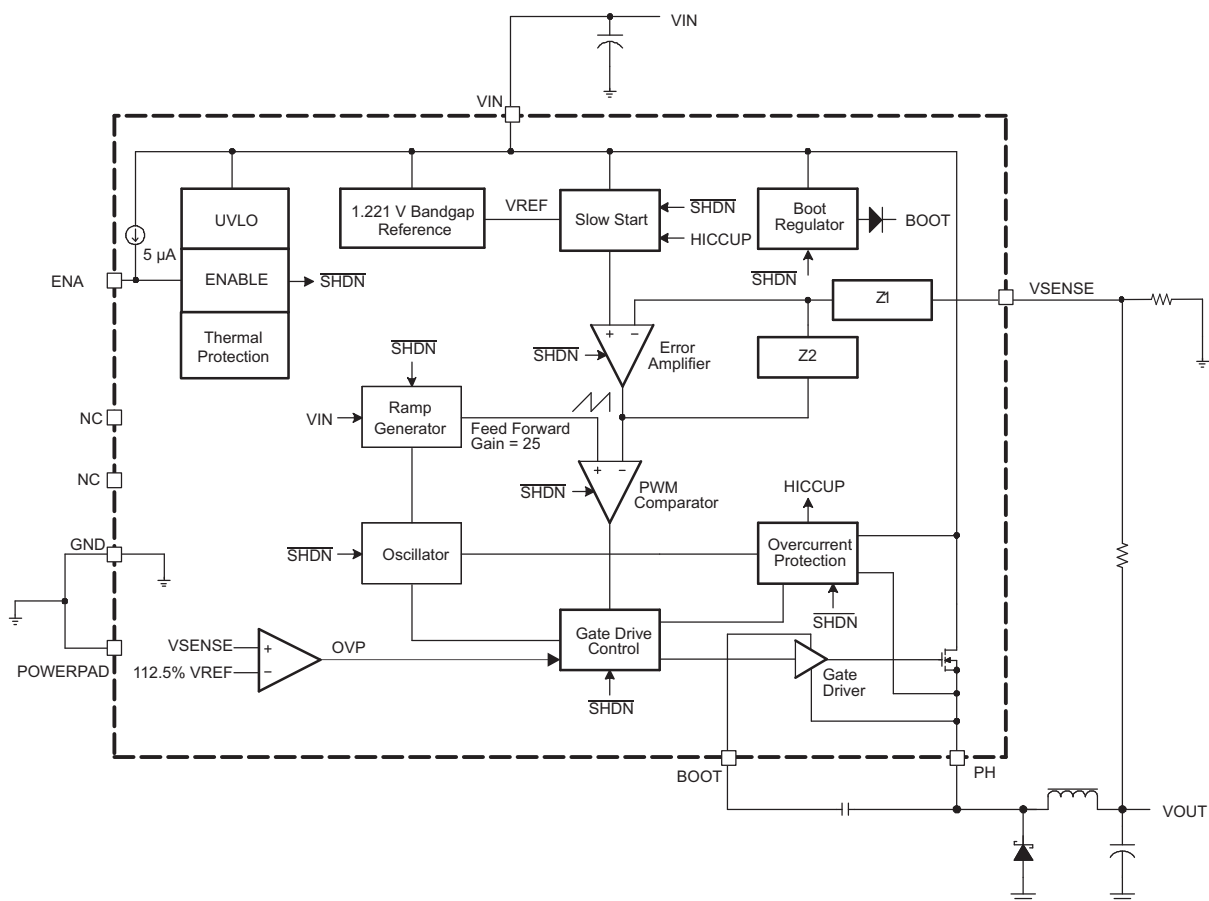 VIN
VIN
UVLO
1.221 V Bandgap
Reference
VREF
Slow Start
SHDN
HICCUP
Boot
Regulator
BOOT
5 µA
ENA
ENABLE
SHDN
SHDN
Z1
VSENSE
Thermal
Protection
SHDN
+ −
Error
Amplifier
Z2
SHDN
VIN
Ramp
Generator
Feed Forward
Gain = 25
NC
NC
SHDN
+ −
PWM
Comparator
HICCUP
GND
SHDN
Oscillator
Overcurrent
Protection
SHDN
VSENSE
+
OVP
Gate Drive
Control
POWERPAD
112.5% VREF
−
Gate
Driver
SHDN
BOOT
PH
VOUT